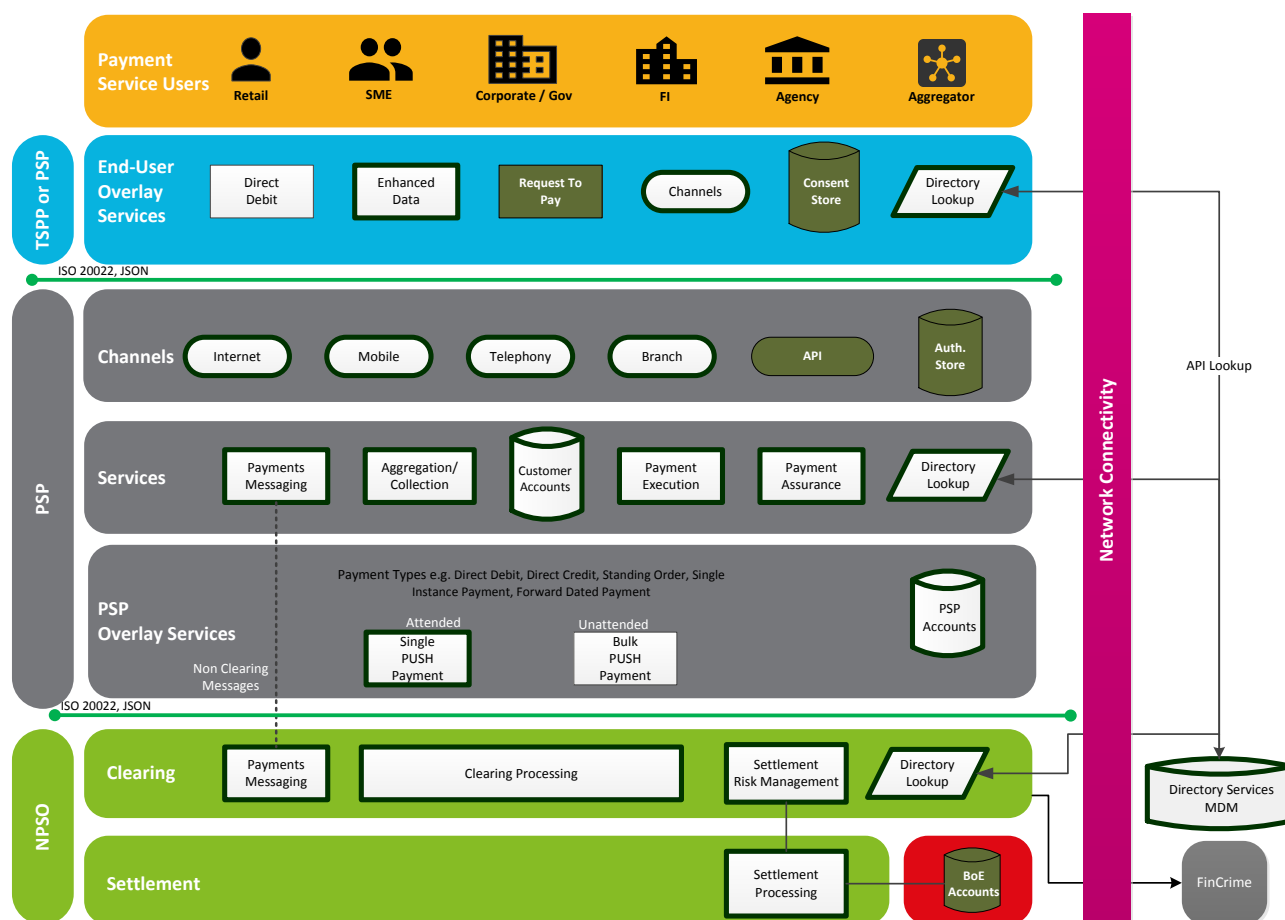 Payment
Service Users
Retail
SME
Corporate / Gov
FI
Agency
Aggregator
TSPP or PSP
End-User
Overlay
Services
Direct
Debit
Enhanced
Data
Request To
Pay
Channels
Consent
Store
Directory
Lookup
ISO 20022, JSON
PSP
Channels
Internet
Mobile
Telephony
Branch
API
Auth.
Store
API Lookup
Network Connectivity
Services
Payments
Messaging
Aggregation/
Collection
Customer
Accounts
Payment
Execution
Payment
Assurance
Directory
Lookup
PSP
Overlay Services
Payment Types e.g. Direct Debit, Direct Credit, Standing Order, Single
Instance Payment, Forward Dated Payment
Attended
Single
PUSH
Payment
Unattended
Bulk
PUSH
Payment
PSP
Accounts
Non Clearing
Messages
ISO 20022, JSON
NPSO
Clearing
Payments
Messaging
Clearing Processing
Settlement
Risk Management
Directory
Lookup
Directory Services
MDM
Settlement
Settlement
Processing
BoE
Accounts
FinCrime